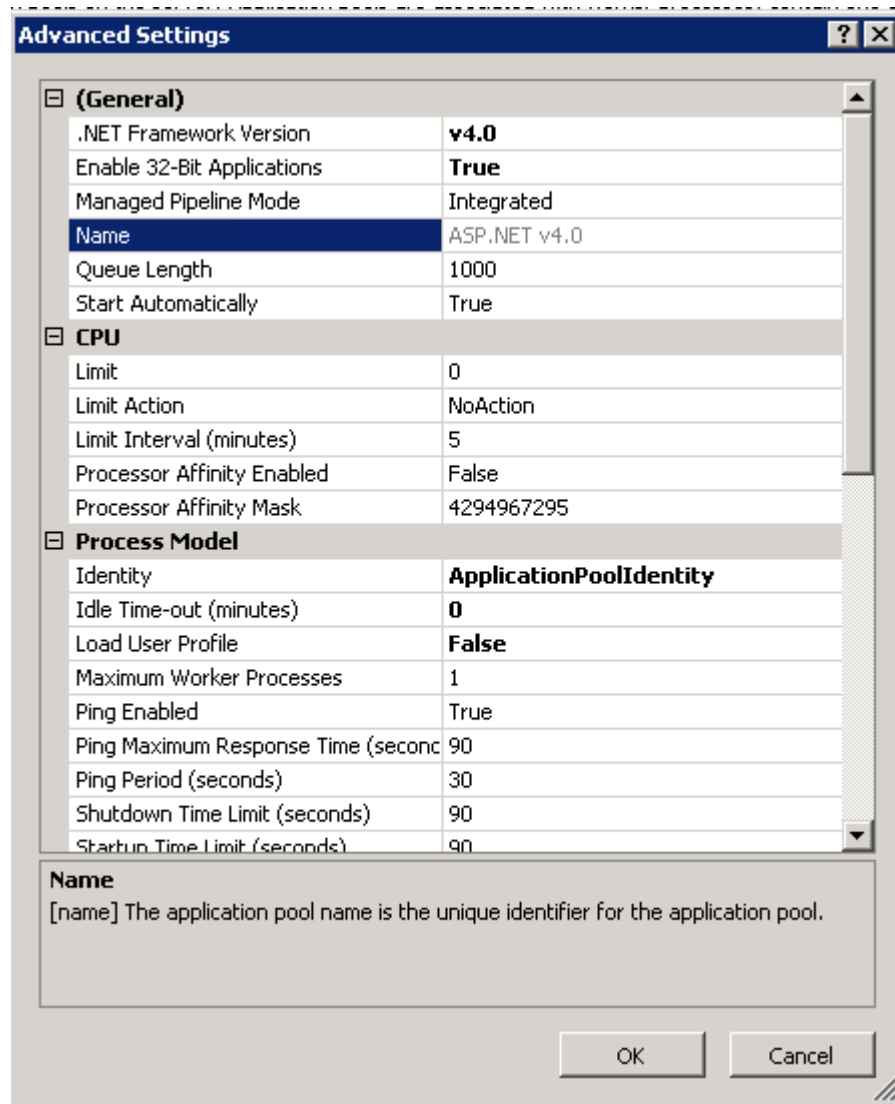 Advanced Settings
(General)
.NET Framework Version v4.0
Enable 32-Bit Applications True
Managed Pipeline Mode Integrated
Name ASP.NET v4.0
Queue Length 1000
Start Automatically True
CPU
Limit 0
Limit Action NoAction
Limit Interval (minutes) 5
Processor Affinity Enabled False
Processor Affinity Mask 4294967295
Process Model
Identity ApplicationPoolIdentity
Idle Time-out (minutes) 0
Load User Profile False
Maximum Worker Processes 1
Ping Enabled True
Ping Maximum Response Time (secon 90
Ping Period (seconds) 30
Shutdown Time Limit (seconds) 90
Startup Time Limit (seconds) 90
Name
[name] The application pool name is the unique identifier for the application pool.
OK Cancel